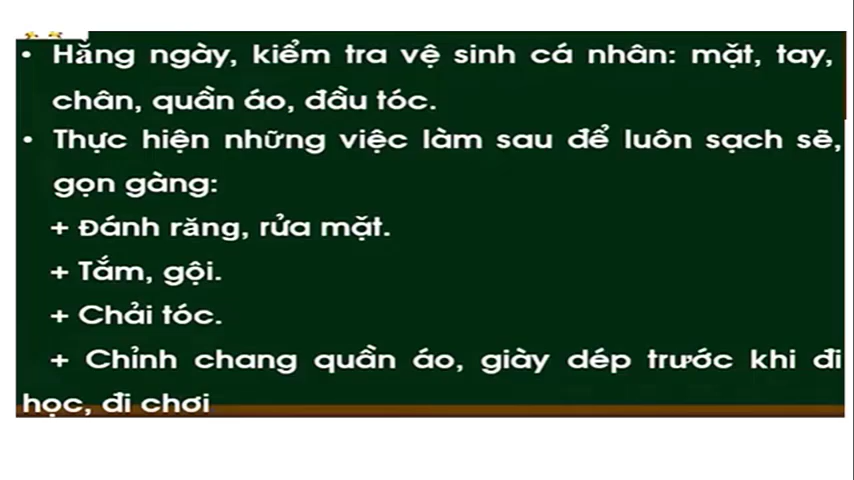 • Hằng ngày, kiểm tra vệ sinh cá nhân: mặt, tay,
chân, quần áo, đầu tóc.
• Thực hiện những việc làm sau để luôn sạch sẽ,
gọn gàng:
+ Đánh răng, rửa mặt.
+ Tắm, gội.
+ Chải tóc.
+ Chỉnh chang quần áo, giày dép trước khi đi
học, đi chơi